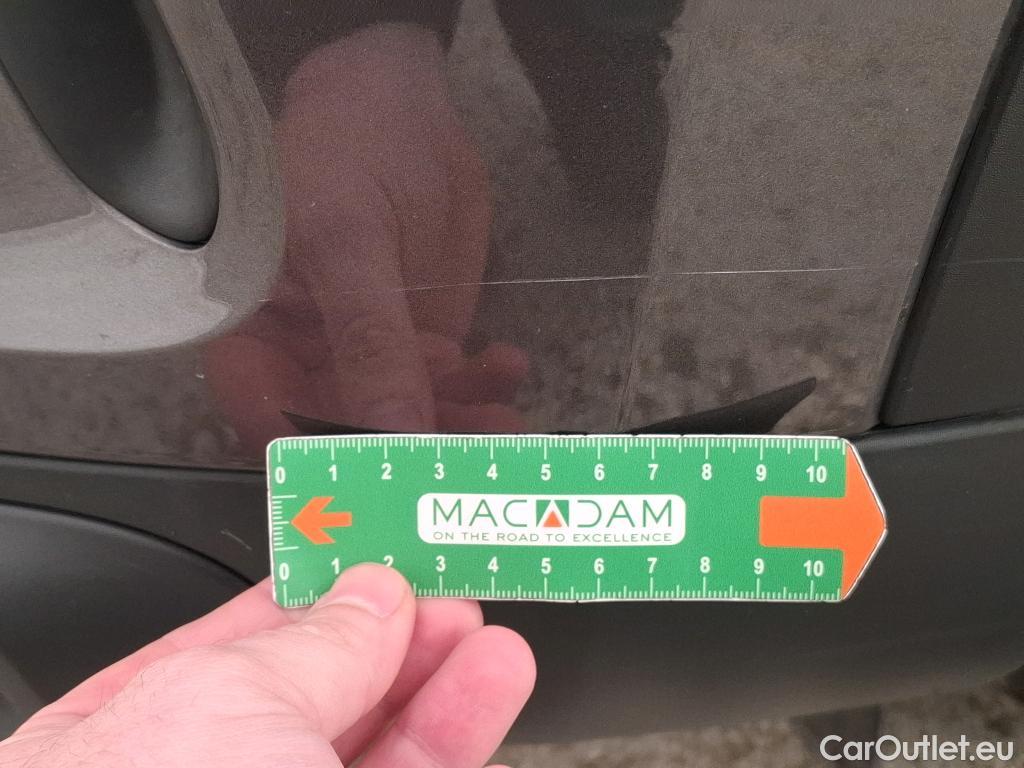 0 1 2 3 4 5 6 7 8 9 10
MACADAM
ON THE ROAD TO EXCELLENCE
0 1 2 3 4 5 6 7 8 9 10
CarOutlet.eu